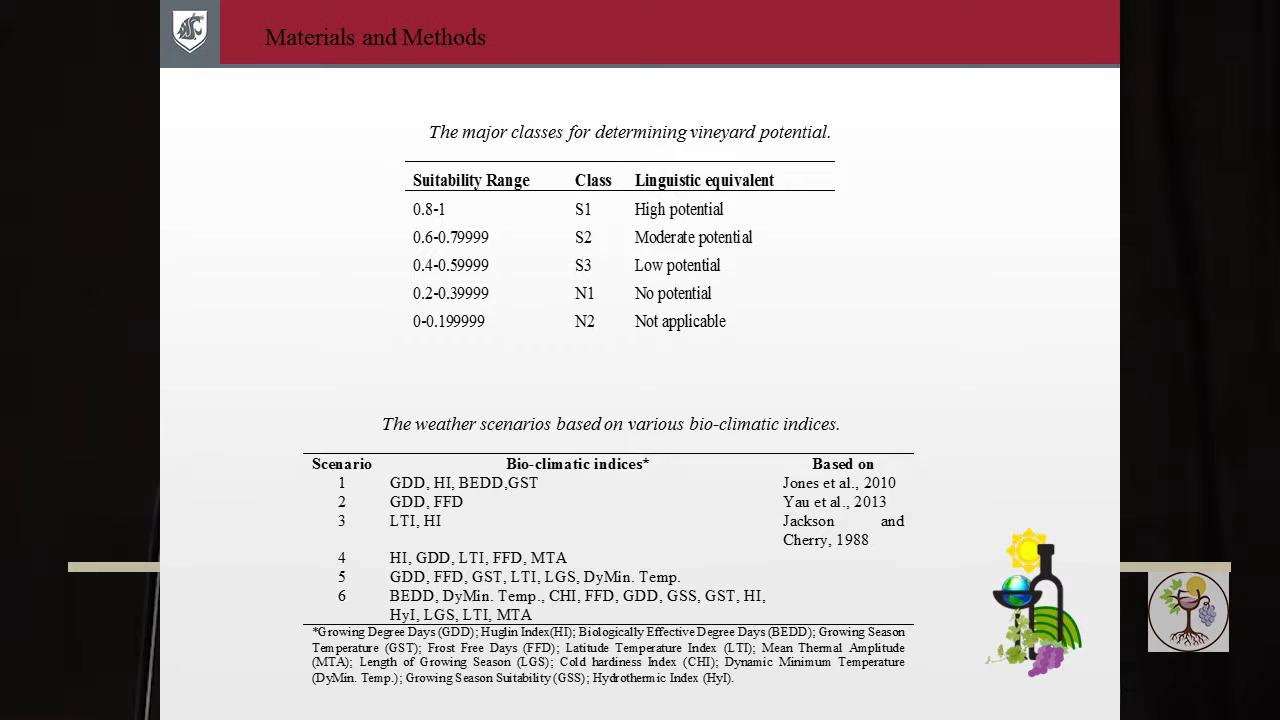 Materials and Methods
The major classes for determining vineyard potential.
Suitability Range Class Linguistic equivalent
0.8-1 S1 High potential
0.6-0.79999 S2 Moderate potential
0.4-0.59999 S3 Low potential
0.2-0.39999 N1 No potential
0-0.199999 N2 Not applicable
The weather scenarios based on various bio-climatic indices.
Scenario Bio-climatic indices* Based on
1 GDD, HI, BEDD,GST Jones et al., 2010
2 GDD, FFD Yau et al., 2013
3 LTI, HI Jackson and
Cherry, 1988
4 HI, GDD, LTI, FFD, MTA
5 GDD, FFD, GST, LTI, LGS, DyMin. Temp.
6 BEDD, DyMin. Temp., CHI, FFD, GDD, GSS, GST, HI,
HyI, LGS, LTI, MTA
*Growing Degree Days (GDD); Huglin Index(HI); Biologically Effective Degree Days (BEDD); Growing Season
Temperature (GST); Frost Free Days (FFD); Latitude Temperature Index (LTI); Mean Thermal Amplitude
(MTA); Length of Growing Season (LGS); Cold hardiness Index (CHI); Dynamic Minimum Temperature
(DyMin. Temp.); Growing Season Suitability (GSS); Hydrothermic Index (HyI).